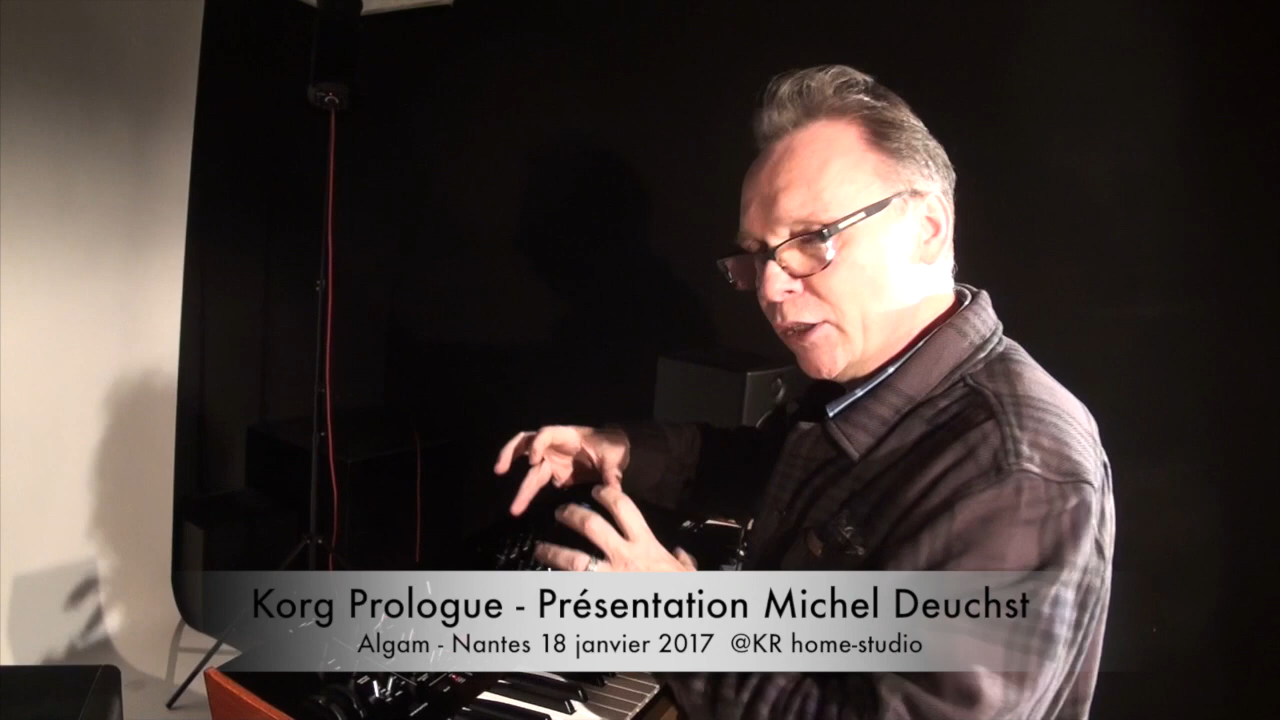 Korg Prologue - Présentation Michel Deuchst
Algam - Nantes 18 janvier 2017 @KR home-studio